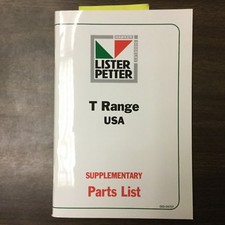 LISTER
PETTER
T Range
USA
SUPPLEMENTARY
Parts List